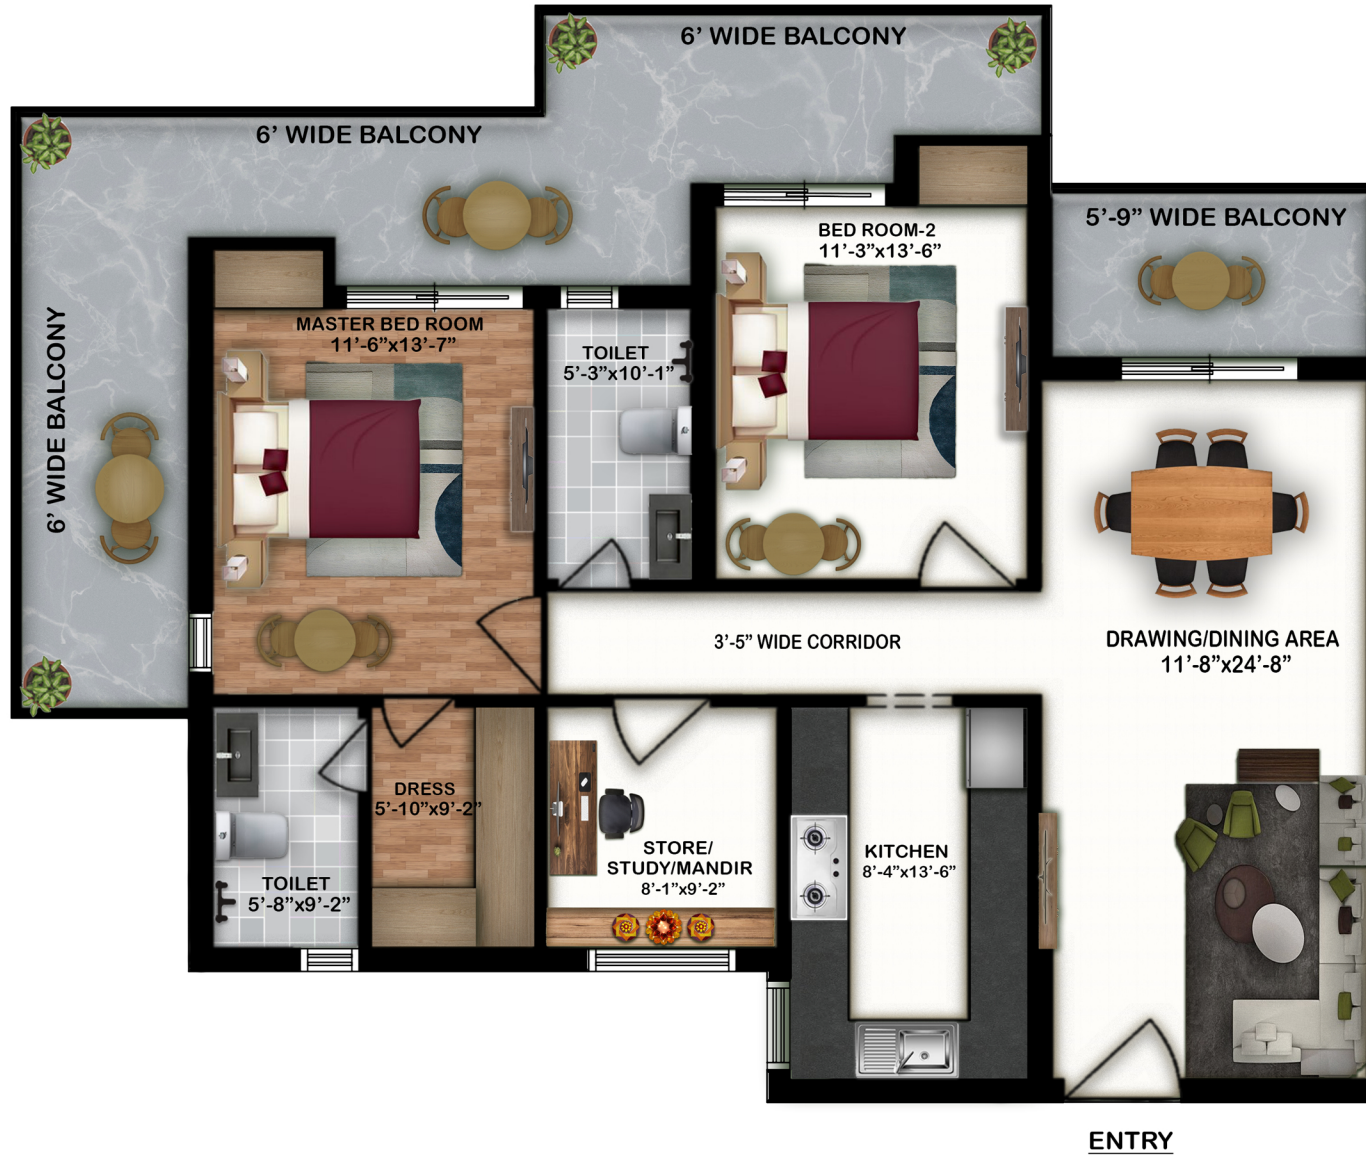 6’ WIDE BALCONY
6’ WIDE BALCONY
5’-9” WIDE BALCONY
BED ROOM-2
11’-3”x13’-6”
6’ WIDE BALCONY
MASTER BED ROOM
11’-6”x13’-7”
TOILET
5’-3”x10’-1”
3’-5” WIDE CORRIDOR
DRAWING/DINING AREA
11’-8”x24’-8”
DRESS
5’-10”x9’-2”
STORE/
STUDY/MANDIR
8’-1”x9’-2”
KITCHEN
8’-4”x13’-6”
TOILET
5’-8”x9’-2”
ENTRY